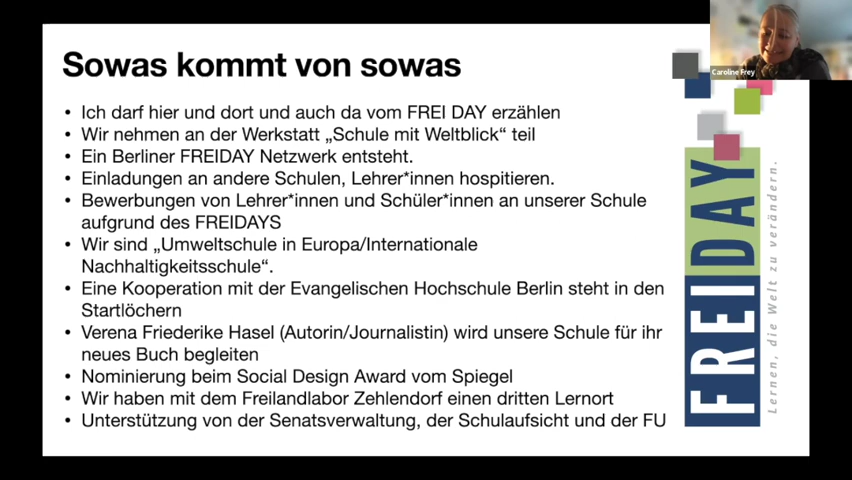 Sowas kommt von sowas
• Ich darf hier und dort und auch da vom FREI DAY erzählen
• Wir nehmen an der Werkstatt „Schule mit Weltblick“ teil
• Ein Berliner FREIDAY Netzwerk entsteht.
• Einladungen an andere Schulen, Lehrer*innen hospitieren.
• Bewerbungen von Lehrer*innen und Schüler*innen an unserer Schule
aufgrund des FREIDAYS
• Wir sind „Umweltschule in Europa/Internationale
Nachhaltigkeitsschule“.
• Eine Kooperation mit der Evangelischen Hochschule Berlin steht in den
Startlöchern
• Verena Friederike Hasel (Autorin/Journalistin) wird unsere Schule für ihr
neues Buch begleiten
• Nominierung beim Social Design Award vom Spiegel
• Wir haben mit dem Freilandlabor Zehlendorf einen dritten Lernort
• Unterstützung von der Senatsverwaltung, der Schulaufsicht und der FU
Caroline Frey
FREIDAY
Lernen, die Welt zu verändern.